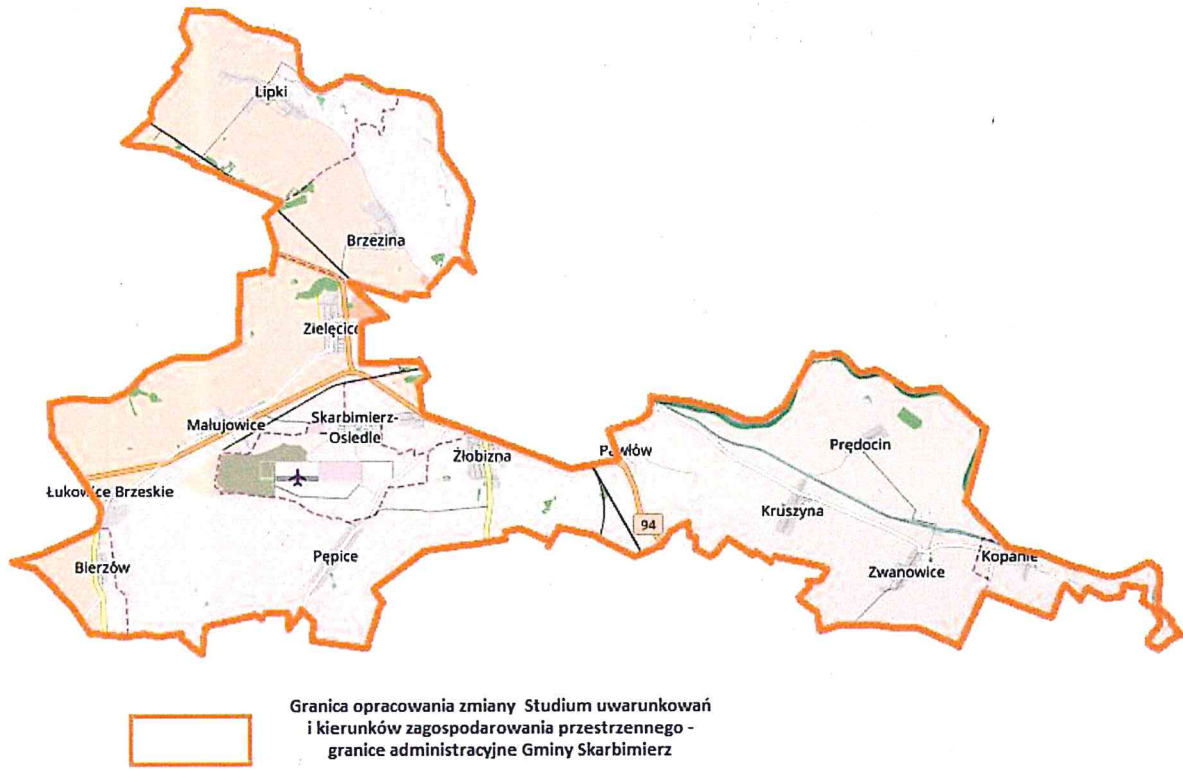 Lipki
Brzezina
Zielęcice
Małujowice
Skarbimierz-
Osiedle
Żłobizna
Pawłów
Prędocin
Łukowice Brzeskie
Kruszyna
94
Pępice
Bierzów
Zwanowice
Kopanie
Granica opracowania zmiany Studium uwarunkowań
i kierunków zagospodarowania przestrzennego -
granice administracyjne Gminy Skarbimierz